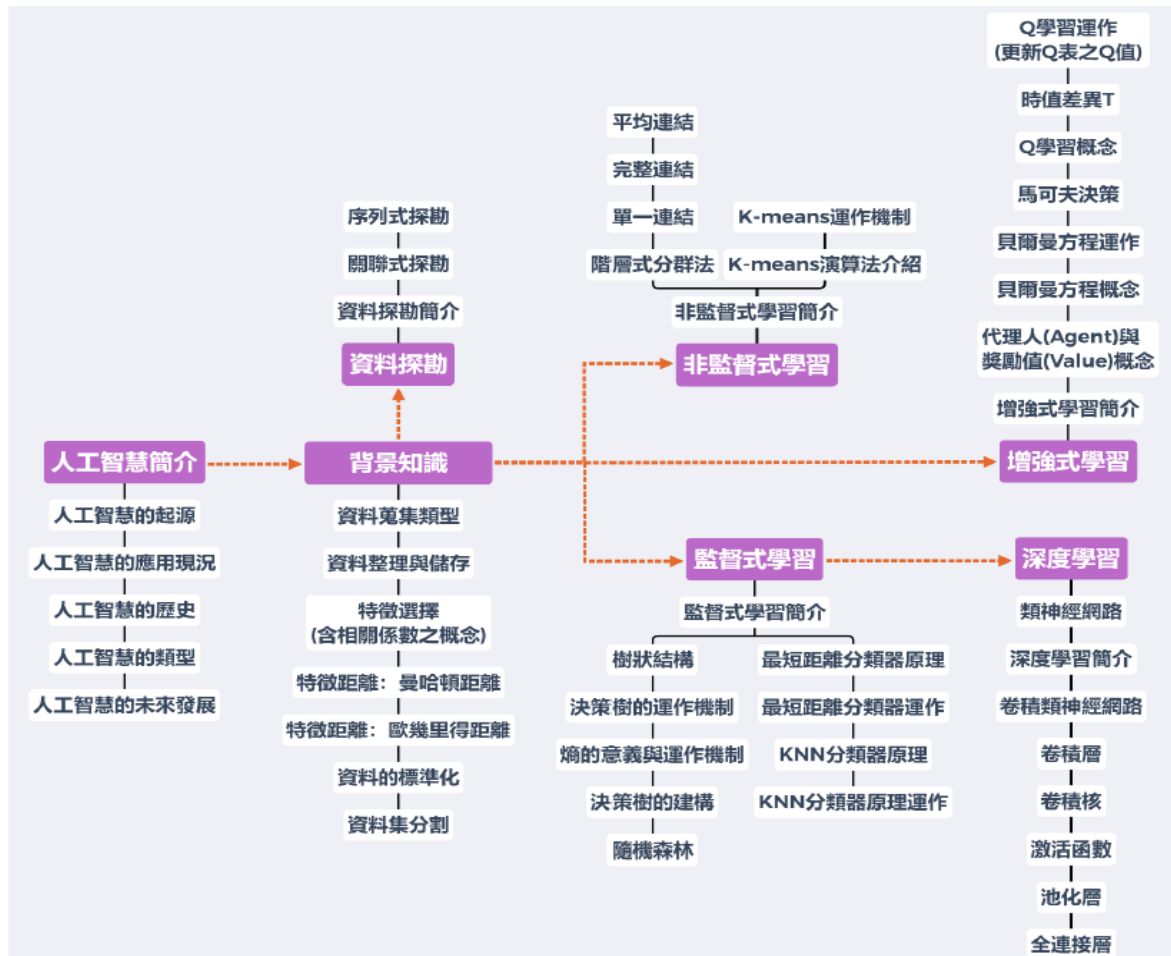 Q學習運作
(更新Q表之Q值)
時值差異T
Q學習概念
馬可夫決策
貝爾曼方程運作
貝爾曼方程概念
代理人(Agent)與
獎勵值(Value)概念
增強式學習簡介
增強式學習
平均連結
完整連結
單一連結
階層式分群法
K-means運作機制
K-means演算法介紹
非監督式學習簡介
非監督式學習
序列式探勘
關聯式探勘
資料探勘簡介
資料探勘
人工智慧簡介
人工智慧的起源
人工智慧的應用現況
人工智慧的歷史
人工智慧的類型
人工智慧的未來發展
背景知識
資料蒐集類型
資料整理與儲存
特徵選擇
(含相關係數之概念)
特徵距離：曼哈頓距離
特徵距離：歐幾里得距離
資料的標準化
資料集分割
監督式學習
監督式學習簡介
樹狀結構
決策樹的運作機制
熵的意義與運作機制
決策樹的建構
隨機森林
最短距離分類器原理
最短距離分類器運作
KNN分類器原理
KNN分類器原理運作
深度學習
類神經網路
深度學習簡介
卷積類神經網路
卷積層
卷積核
激活函數
池化層
全連接層